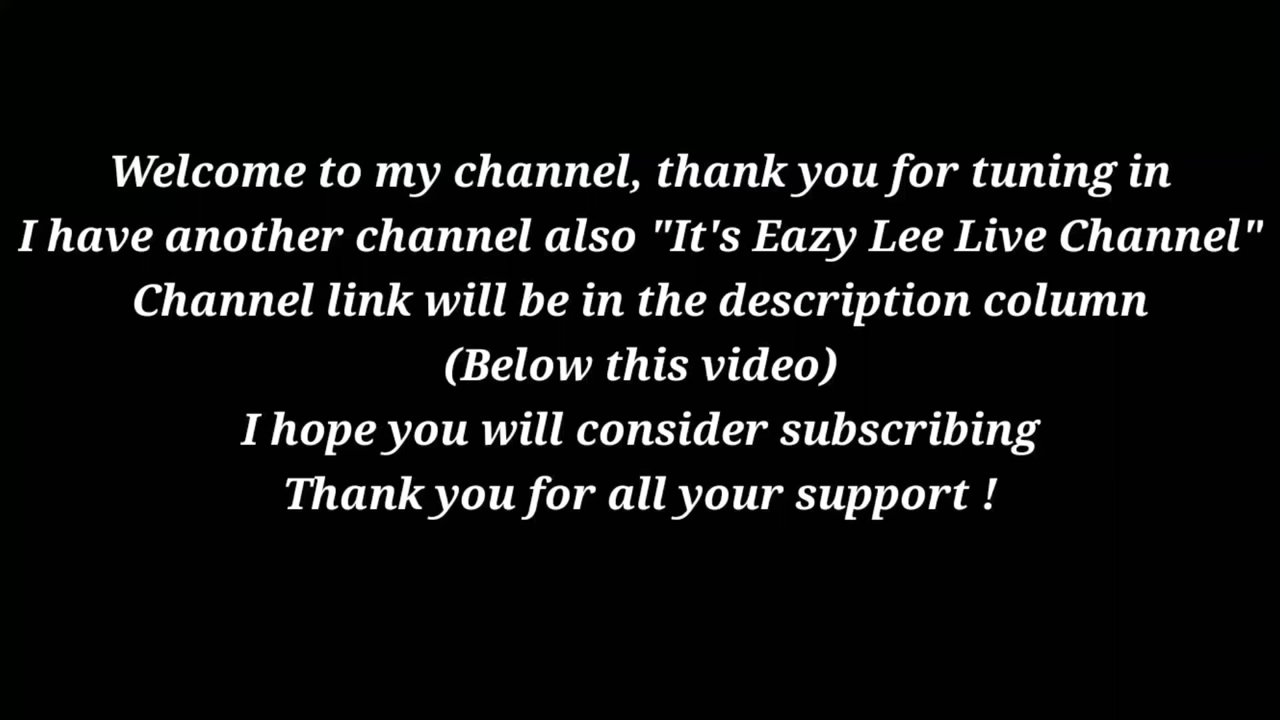 Welcome to my channel, thank you for tuning in
I have another channel also "It's Eazy Lee Live Channel"
Channel link will be in the description column
(Below this video)
I hope you will consider subscribing
Thank you for all your support !